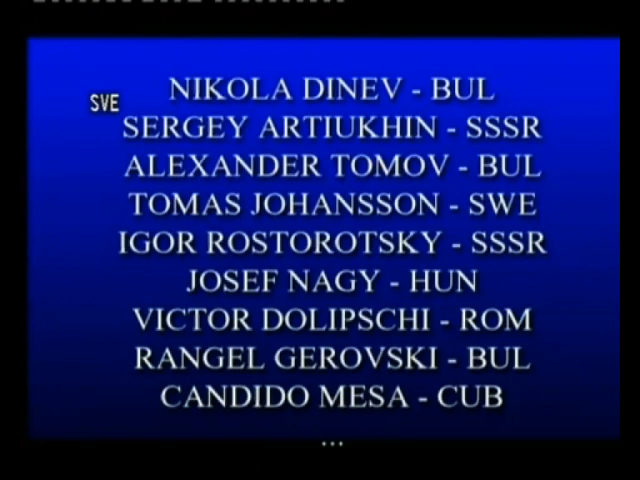 NIKOLA DINEV - BUL
SVE
SERGEY ARTIUKHIN - SSSR
ALEXANDER TOMOV - BUL
TOMAS JOHANSSON - SWE
IGOR ROSTOROTSKY - SSSR
JOSEF NAGY - HUN
VICTOR DOLIPSCHI - ROM
RANGEL GEROVSKI - BUL
CANDIDO MESA - CUB
...